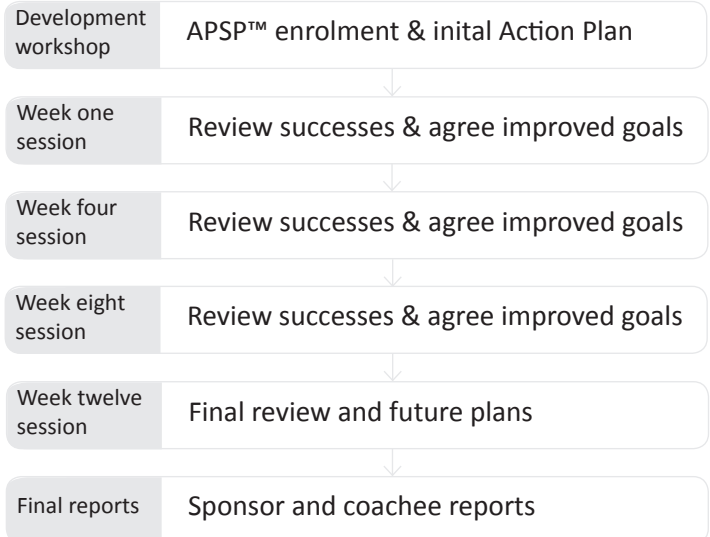 Development
workshop
APSP™ enrolment & inital Action Plan
Week one
session
Review successes & agree improved goals
Week four
session
Review successes & agree improved goals
Week eight
session
Review successes & agree improved goals
Week twelve
session
Final review and future plans
Final reports
Sponsor and coachee reports